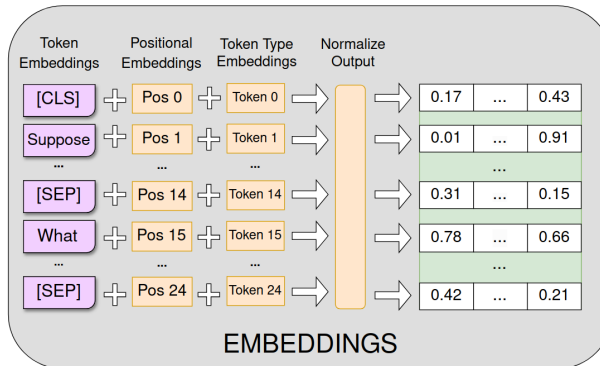 Token Embeddings
Positional Embeddings
Token Type Embeddings
Normalize Output
[CLS] Pos 0 Token 0 0.17 ... 0.43
Suppose Pos 1 Token 1 0.01 ... 0.91
... ... ... ...
[SEP] Pos 14 Token 14 0.31 ... 0.15
What Pos 15 Token 15 0.78 ... 0.66
... ... ... ...
[SEP] Pos 24 Token 24 0.42 ... 0.21
EMBEDDINGS